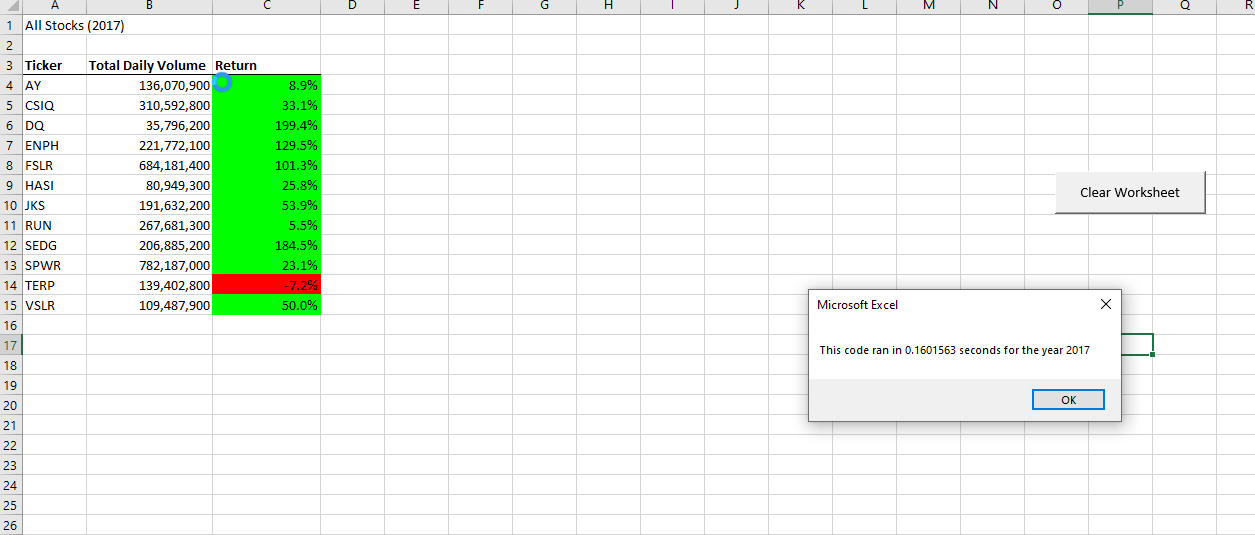 A B C D E F G H I J K L M N O P Q R
1 All Stocks (2017)
2
3 Ticker Total Daily Volume Return
4 AY 136,070,900 8.9%
5 CSIQ 310,592,800 33.1%
6 DQ 35,796,200 199.4%
7 ENPH 221,772,100 129.5%
8 FSLR 684,181,400 101.3%
9 HASI 80,949,300 25.8%
Clear Worksheet
10 JKS 191,632,200 53.9%
11 RUN 267,681,300 5.5%
12 SEDG 206,885,200 184.5%
13 SPWR 782,187,000 23.1%
14 TERP 139,402,800 -7.2%
15 VSLR 109,487,900 50.0%
16
17
18
19
20
21
22
23
24
25
26
Microsoft Excel
This code ran in 0.1601563 seconds for the year 2017
OK